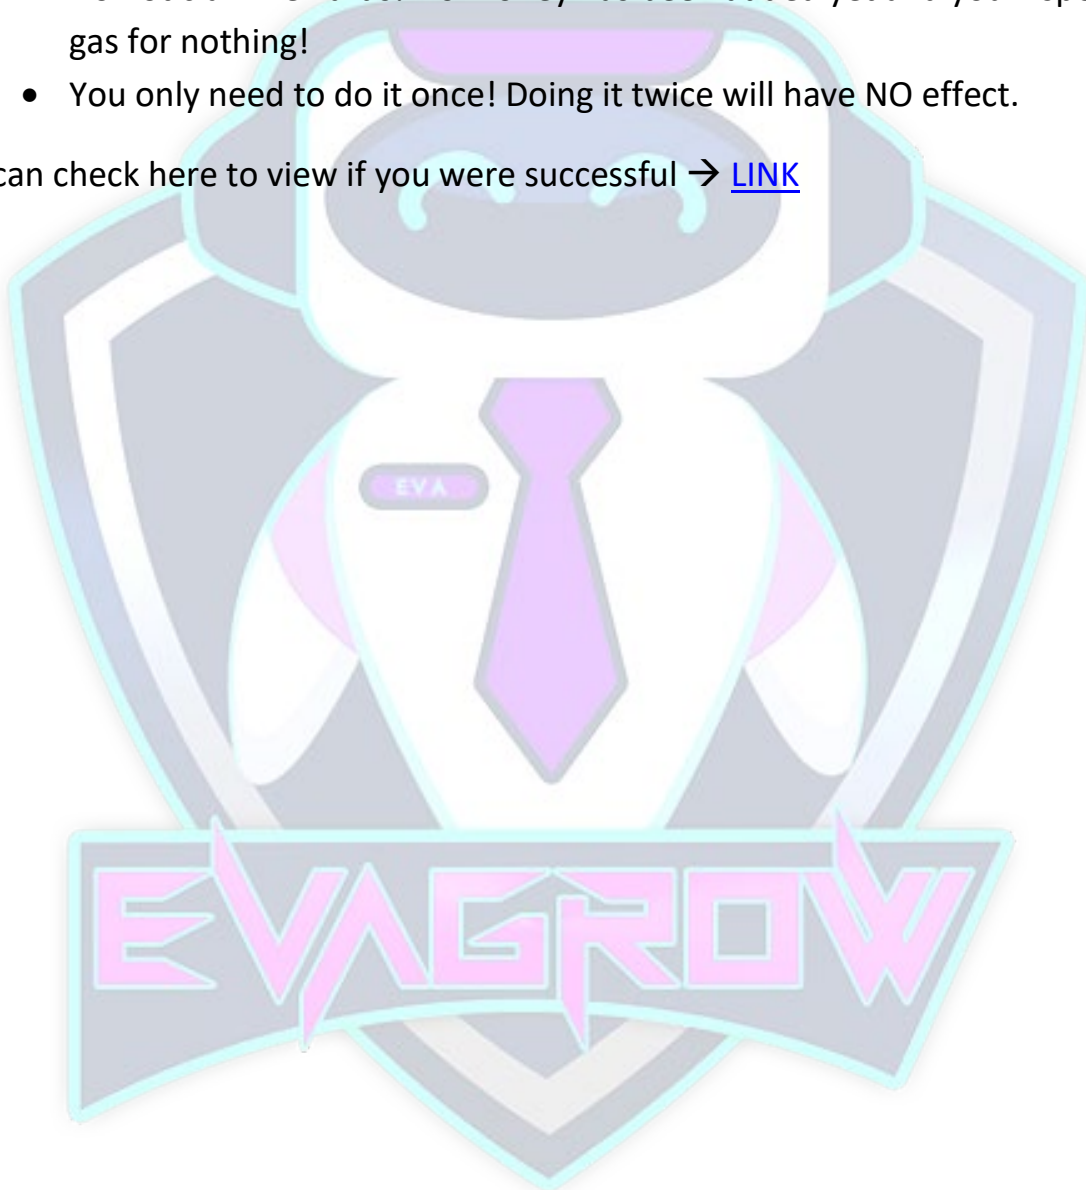 gas for nothing!
• You only need to do it once! Doing it twice will have NO effect.
can check here to view if you were successful → LINK
EVA
EVAGROW